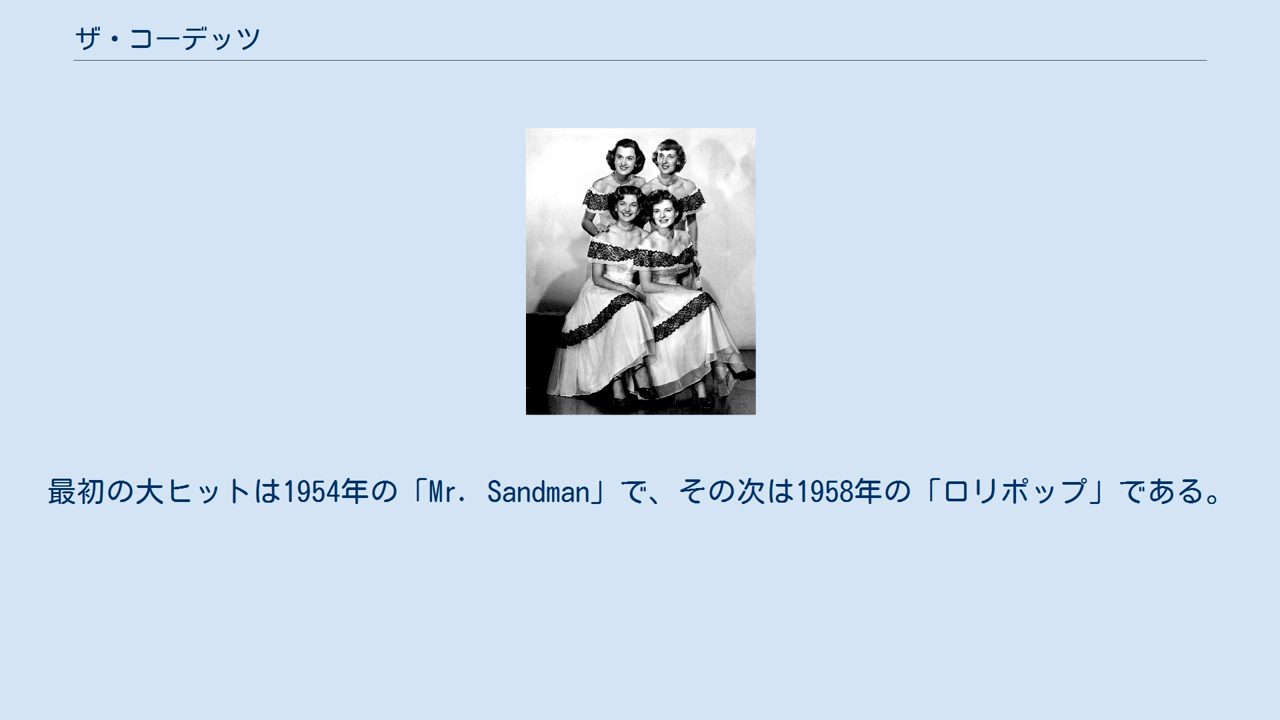 ザ・コーデッツ
最初の大ヒットは1954年の「Mr. Sandman」で、その次は1958年の「ロリポップ」である。